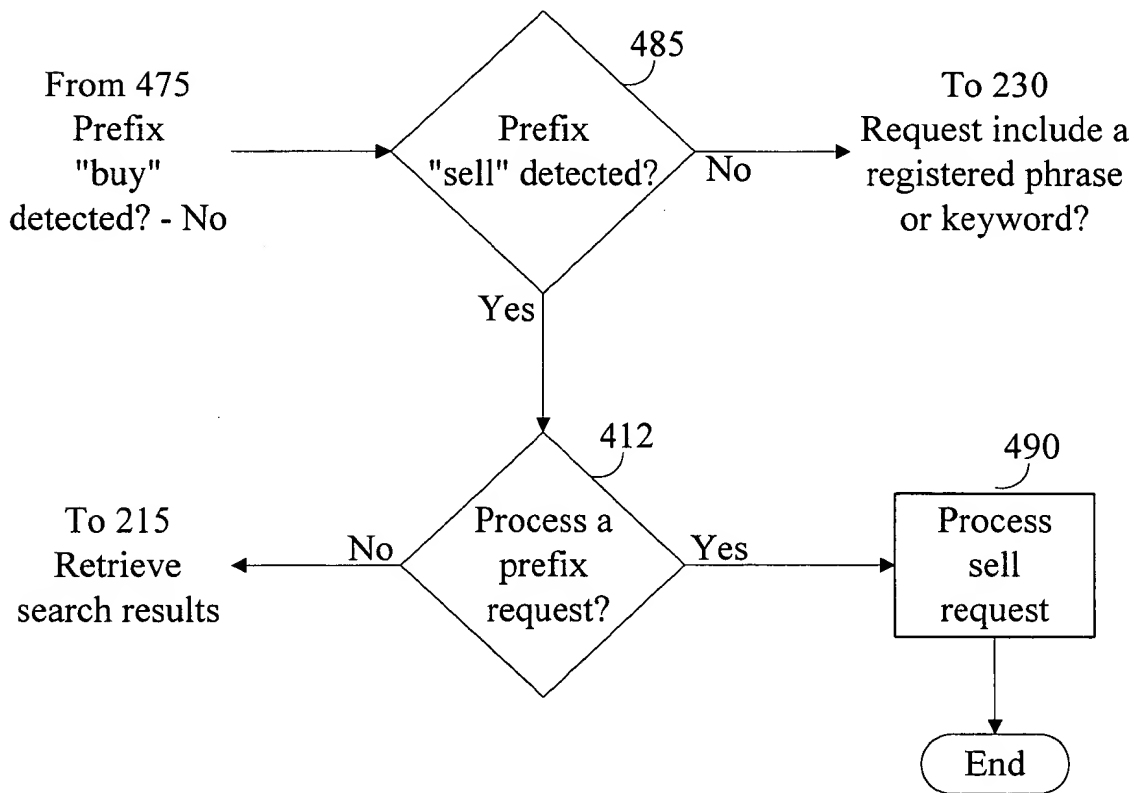 485
From 475
Prefix
"buy"
detected? - No
Prefix
"sell" detected?
No
To 230
Request include a
registered phrase
or keyword?
Yes
412
490
To 215
Retrieve
search results
No
Process a
prefix
request?
Yes
Process
sell
request
End